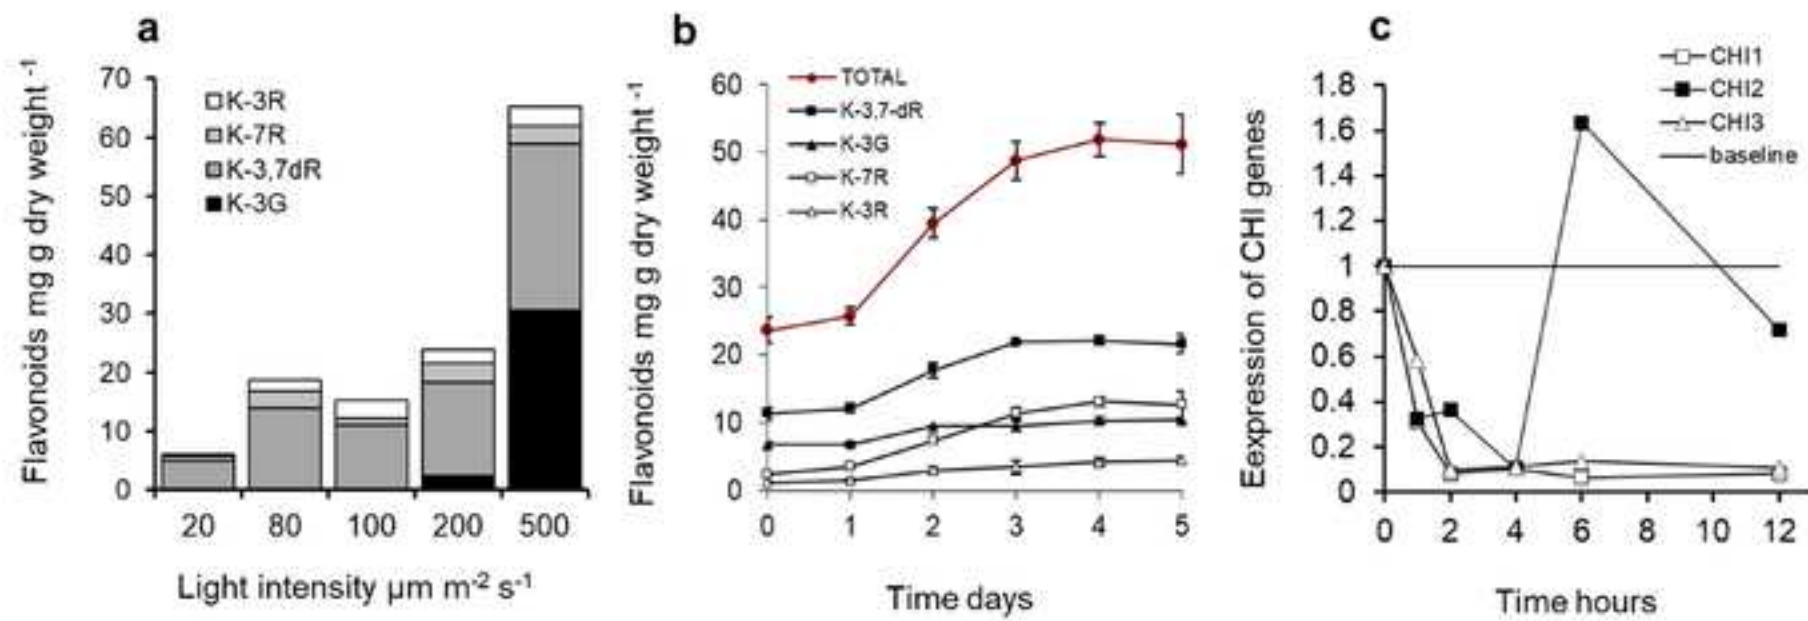 a
Flavonoids mg g dry weight -1
70
60
50
40
30
20
10
0
K-3R
K-7R
K-3,7dR
K-3G
20 80 100 200 500
Light intensity µm m-2 s-1
b
Flavonoids mg g dry weight -1
60
50
40
30
20
10
0
TOTAL
K-3,7-dR
K-3G
K-7R
K-3R
0 1 2 3 4 5
Time days
c
Eexpression of CHI genes
1.8
1.6
1.4
1.2
1
0.8
0.6
0.4
0.2
0
CHI1
CHI2
CHI3
baseline
0 2 4 6 8 10 12
Time hours